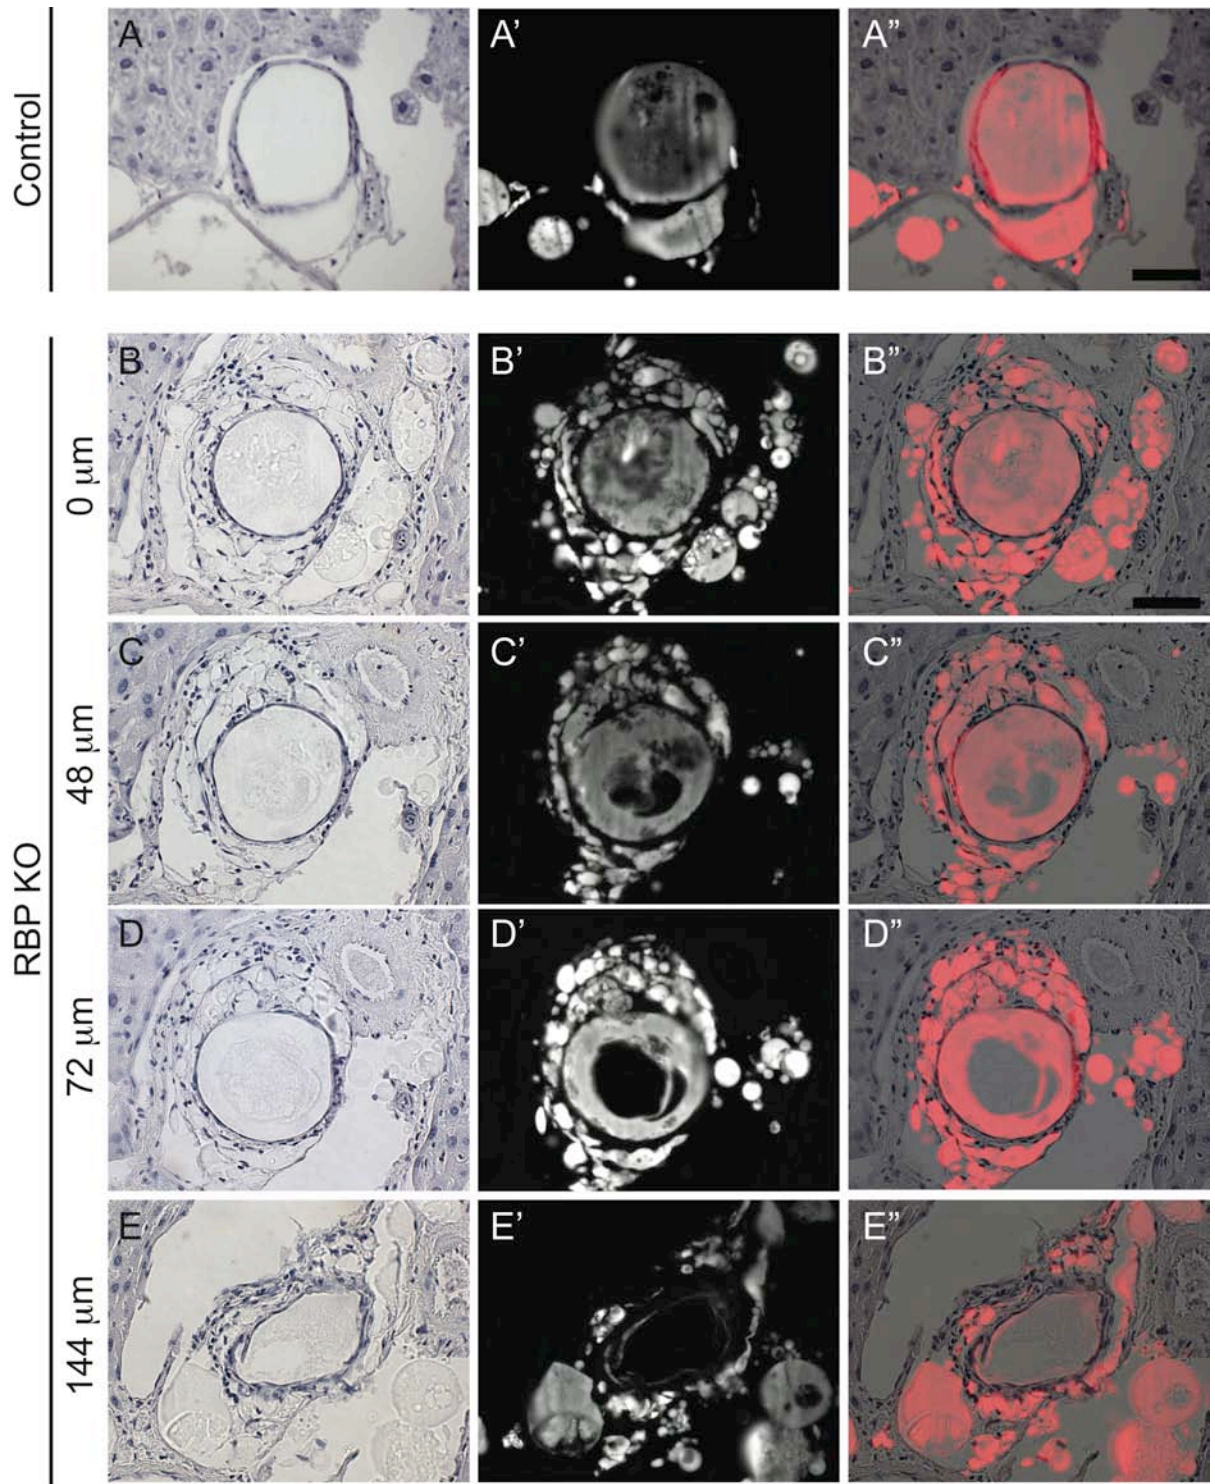 Control
A A' A"
RBP KO
0 μm
B B' B"
48 μm
C C' C"
72 μm
D D' D"
144 μm
E E' E"